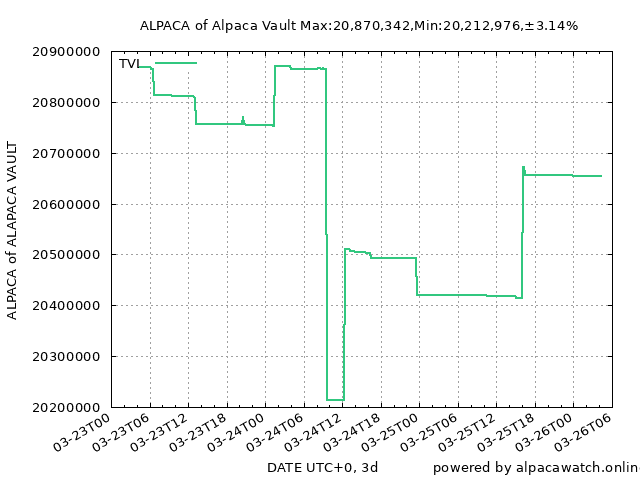 ALPACA of Alpaca Vault Max:20,870,342,Min:20,212,976,±3.14%
20900000
TVL
20800000
20700000
20600000
20500000
20400000
20300000
20200000
ALPACA of ALAPACA VAULT
03-23T00
03-23T06
03-23T12
03-23T18
03-24T00
03-24T06
03-24T12
03-24T18
03-25T00
03-25T06
03-25T12
03-25T18
03-26T00
03-26T06
DATE UTC+0, 3d
powered by alpacawatch.onlin